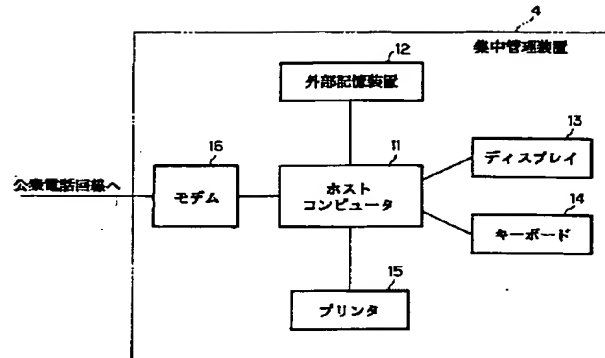 4
集中管理装置
12
外部記憶装置
16
11
13
公衆電話回線へ
モデム
ホスト
コンピュータ
ディスプレイ
14
キーボード
15
プリンタ